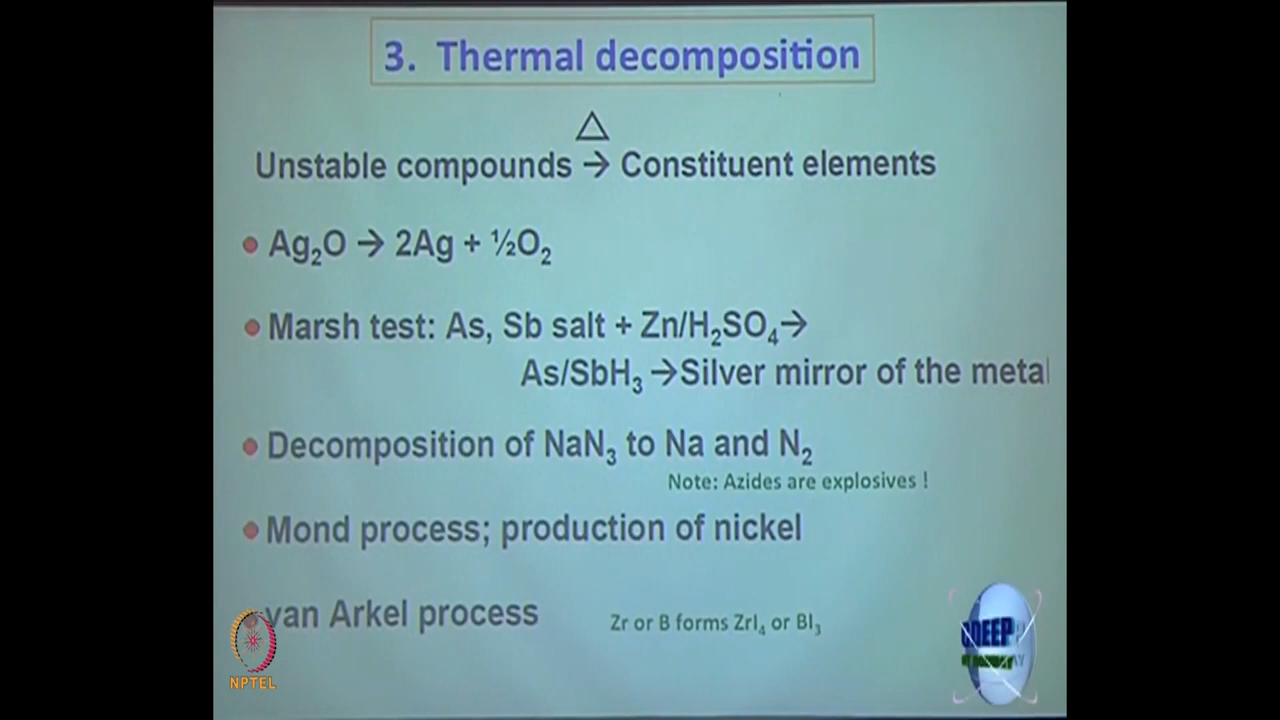 3. Thermal decomposition
△
Unstable compounds → Constituent elements
• Ag₂O → 2Ag + ½O₂
• Marsh test: As, Sb salt + Zn/H₂SO₄→
As/SbH₃ →Silver mirror of the metal
• Decomposition of NaN₃ to Na and N₂
Note: Azides are explosives !
• Mond process; production of nickel
• van Arkel process
Zr or B forms ZrI₄ or BI₃
NPTEL
CDEEP